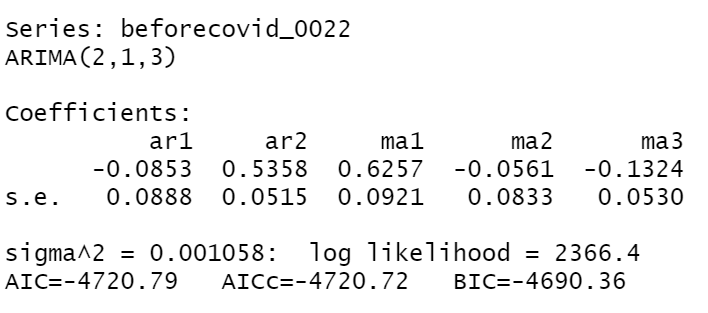 Series: beforecovid_0022
ARIMA(2,1,3)
Coefficients:
ar1 ar2 ma1 ma2 ma3
-0.0853 0.5358 0.6257 -0.0561 -0.1324
s.e. 0.0888 0.0515 0.0921 0.0833 0.0530
sigma^2 = 0.001058: log likelihood = 2366.4
AIC=-4720.79 AICc=-4720.72 BIC=-4690.36